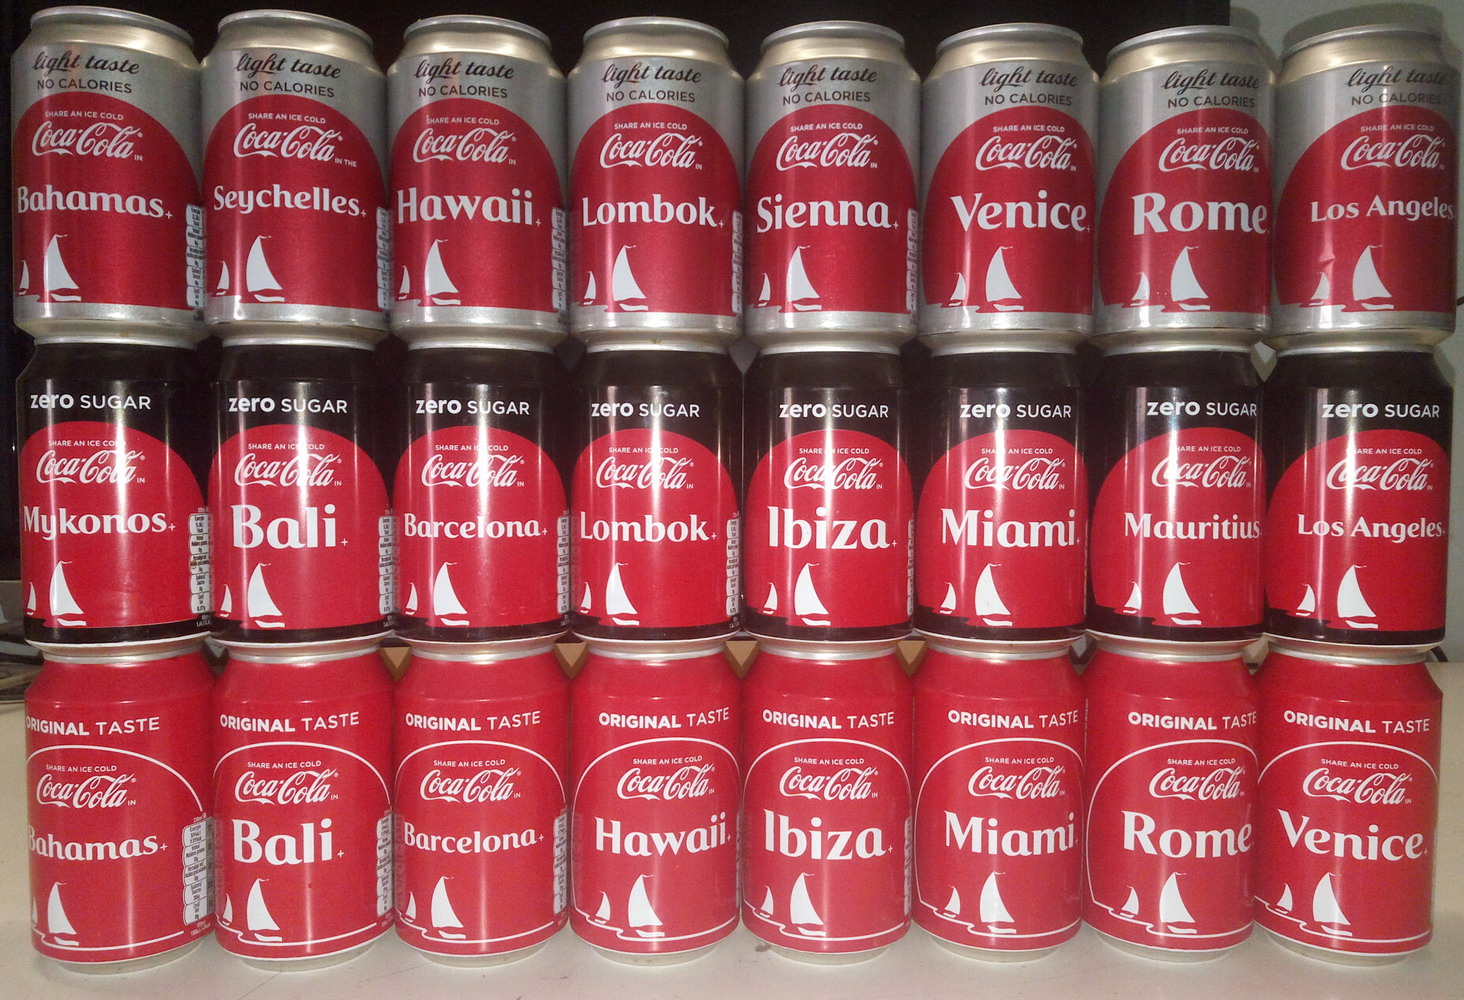 light taste
NO CALORIES
SHARE AN ICE COLD
Coca-Cola IN
Bahamas+
light taste
NO CALORIES
SHARE AN ICE COLD
Coca-Cola IN THE
Seychelles+
light taste
NO CALORIES
SHARE AN ICE COLD
Coca-Cola IN
Hawaii+
light taste
NO CALORIES
SHARE AN ICE COLD
Coca-Cola IN
Lombok+
light taste
NO CALORIES
SHARE AN ICE COLD
Coca-Cola IN
Sienna+
light taste
NO CALORIES
SHARE AN ICE COLD
Coca-Cola IN
Venice+
light taste
NO CALORIES
SHARE AN ICE COLD
Coca-Cola IN
Rome
light taste
NO CALORIES
SHARE AN ICE COLD
Coca-Cola IN
Los Angeles
zero SUGAR
SHARE AN ICE COLD
Coca-Cola IN
Mykonos+
zero SUGAR
SHARE AN ICE COLD
Coca-Cola IN
Bali+
zero SUGAR
SHARE AN ICE COLD
Coca-Cola IN
Barcelona+
zero SUGAR
SHARE AN ICE COLD
Coca-Cola IN
Lombok+
zero SUGAR
SHARE AN ICE COLD
Coca-Cola IN
Ibiza+
zero SUGAR
SHARE AN ICE COLD
Coca-Cola IN
Miami+
zero SUGAR
SHARE AN ICE COLD
Coca-Cola IN
Mauritius
zero SUGAR
SHARE AN ICE COLD
Coca-Cola IN
Los Angeles+
ORIGINAL TASTE
SHARE AN ICE COLD
Coca-Cola IN
Bahamas+
ORIGINAL TASTE
SHARE AN ICE COLD
Coca-Cola IN
Bali+
ORIGINAL TASTE
SHARE AN ICE COLD
Coca-Cola IN
Barcelona+
ORIGINAL TASTE
SHARE AN ICE COLD
Coca-Cola IN
Hawaii+
ORIGINAL TASTE
SHARE AN ICE COLD
Coca-Cola IN
Ibiza+
ORIGINAL TASTE
SHARE AN ICE COLD
Coca-Cola IN
Miami+
ORIGINAL TASTE
SHARE AN ICE COLD
Coca-Cola IN
Rome
ORIGINAL TASTE
SHARE AN ICE COLD
Coca-Cola IN
Venice+